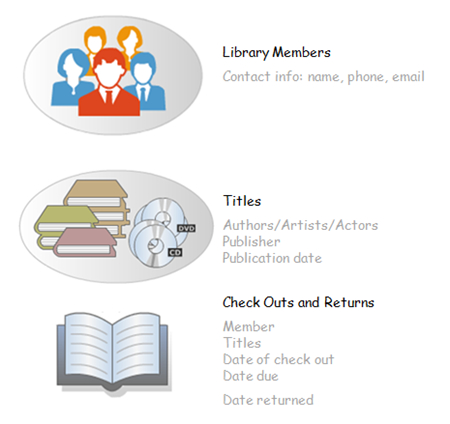 Library Members
Contact info: name, phone, email
Titles
Authors/Artists/Actors
Publisher
Publication date
DVD
CD
Check Outs and Returns
Member
Titles
Date of check out
Date due
Date returned